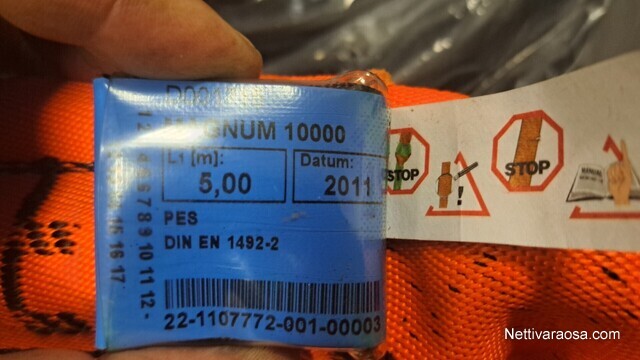 MAGNUM 10000
L1 [m]:
5,00
Datum:
2011
PES
DIN EN 1492-2
22-1107772-001-00003
STOP
STOP
Nettivaraosa.com